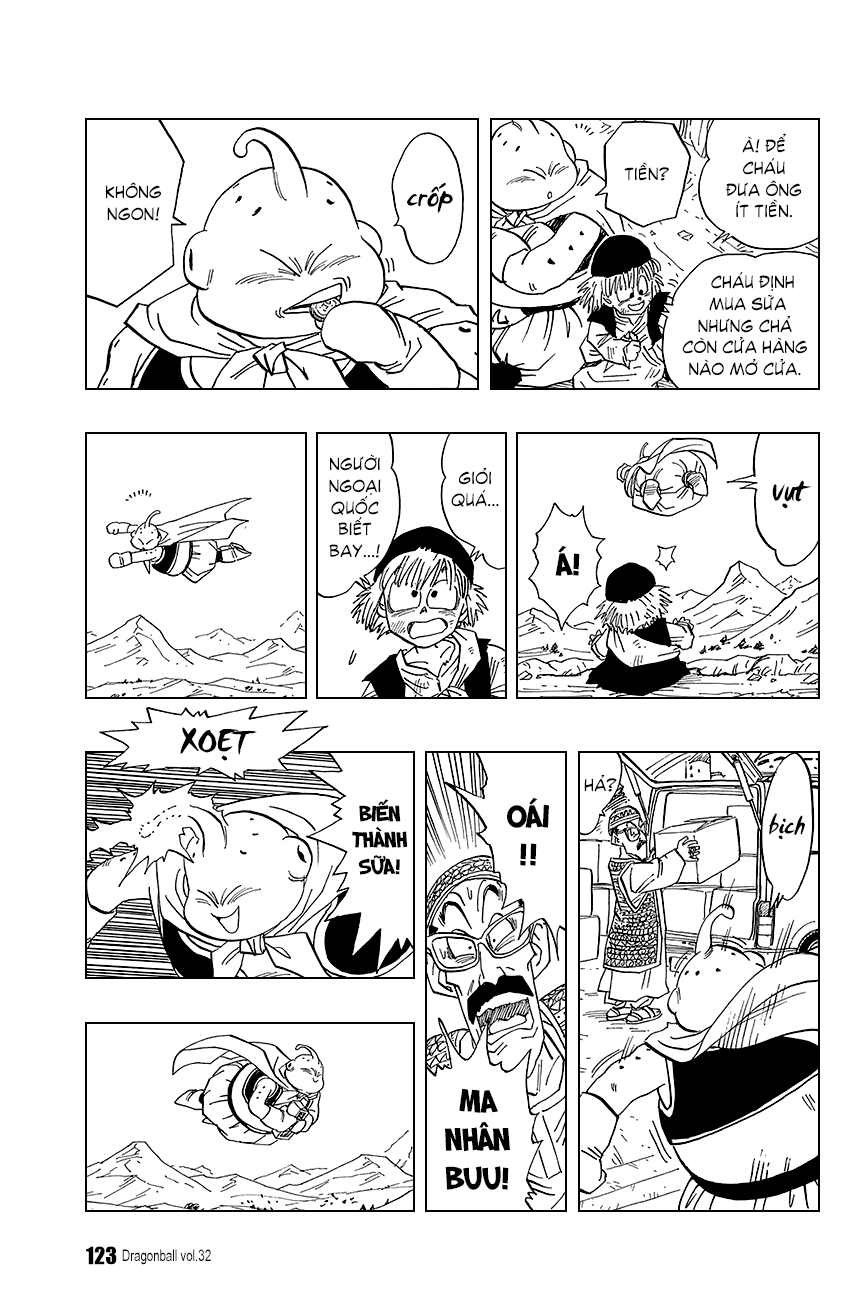 À! ĐỂ
CHÁU
ĐƯA ÔNG
ÍT TIỀN.
TIỀN?
CHÁU ĐỊNH
MUA SỮA
NHƯNG CHẢ
CÒN CỬA HÀNG
NÀO MỞ CỬA.
CRỐP
KHÔNG
NGON!
VỤT
Á!
GIỎI
QUÁ...
NGƯỜI
NGOẠI
QUỐC
BIẾT
BAY...!
BỊCH
HẢ?
OÁI
!!
MA
NHÂN
BUU!
XOẸT
BIẾN
THÀNH
SỮA!
123 Dragonball vol.32